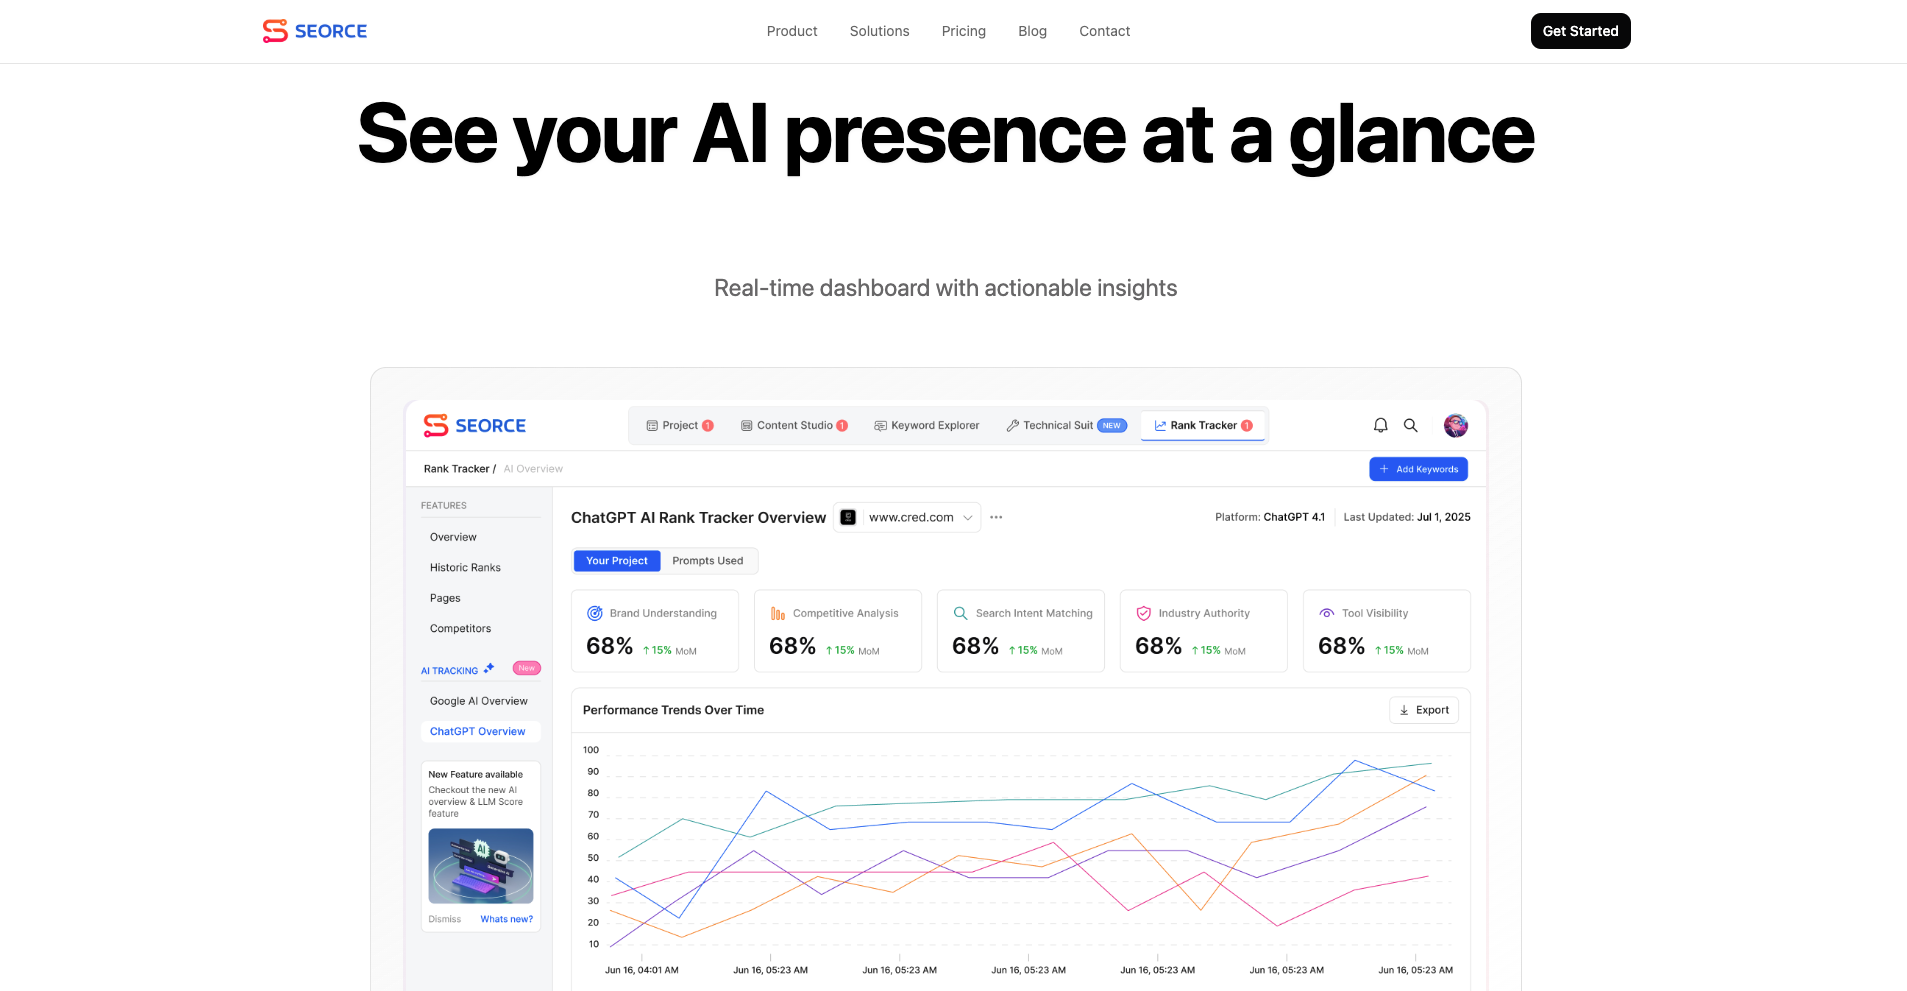 SEORCE
Product Solutions Pricing Blog Contact
Get Started
See your AI presence at a glance
Real-time dashboard with actionable insights
SEORCE
Project 1 Content Studio 1 Keyword Explorer Technical Suit NEW Rank Tracker 1
Rank Tracker / AI Overview
+ Add Keywords
FEATURES
Overview
Historic Ranks
Pages
Competitors
AI TRACKING New
Google AI Overview
ChatGPT Overview
New Feature available
Checkout the new AI
overview & LLM Score
feature
AI
Dismiss Whats new?
ChatGPT AI Rank Tracker Overview www.cred.com
Platform: ChatGPT 4.1 Last Updated: Jul 1, 2025
Your Project Prompts Used
Brand Understanding
68% ↑ 15% MoM
Competitive Analysis
68% ↑ 15% MoM
Search Intent Matching
68% ↑ 15% MoM
Industry Authority
68% ↑ 15% MoM
Tool Visibility
68% ↑ 15% MoM
Performance Trends Over Time
Export
100
90
80
70
60
50
40
30
20
10
Jun 16, 04:01 AM Jun 16, 05:23 AM Jun 16, 05:23 AM Jun 16, 05:23 AM Jun 16, 05:23 AM Jun 16, 05:23 AM Jun 16, 05:23 AM